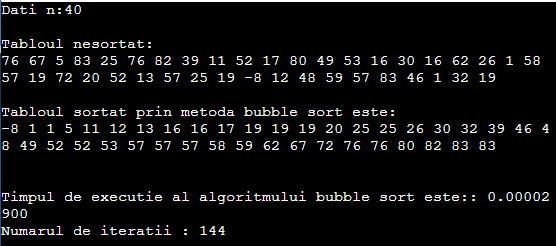 Dati n:40
Tabloul nesortat:
76 67 5 83 25 76 82 39 11 52 17 80 49 53 16 30 16 62 26 1 58
57 19 72 20 52 13 57 25 19 -8 12 48 59 57 83 46 1 32 19
Tabloul sortat prin metoda bubble sort este:
-8 1 1 5 11 12 13 16 16 17 19 19 19 20 25 25 26 30 32 39 46 4
8 49 52 52 53 57 57 57 58 59 62 67 72 76 76 80 82 83 83
Timpul de executie al algoritmului bubble sort este:: 0.00002
900
Numarul de iteratii : 144